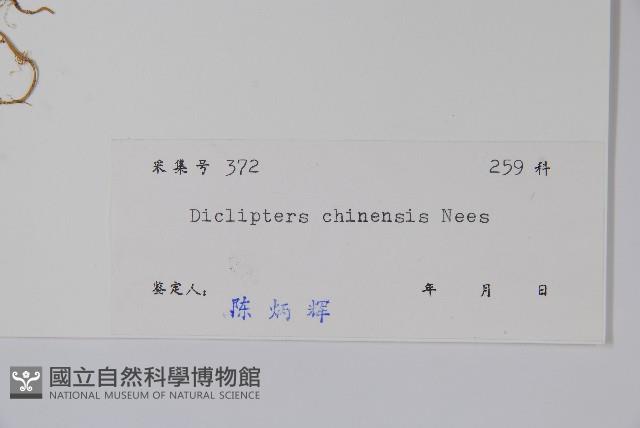 采集号 372 259 科
Diclipters chinensis Nees
鉴定人: 年 月 日
陈炳辉
國立自然科學博物館
NATIONAL MUSEUM OF NATURAL SCIENCE